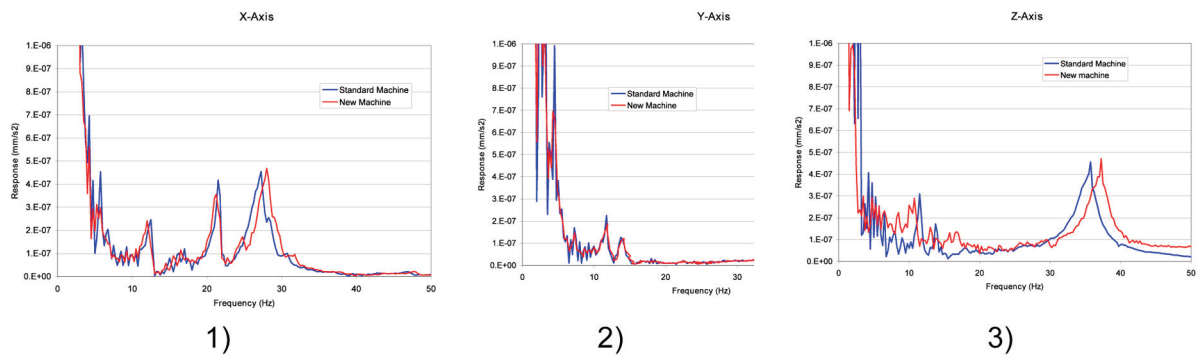 X-Axis
1.E-06
9.E-07
8.E-07
7.E-07
6.E-07
5.E-07
4.E-07
3.E-07
2.E-07
1.E-07
0.E+00
Response (mm/s2)
Standard Machine
New Machine
0 10 20 30 40 50
Frequency (Hz)
1)
Y-Axis
1.E-06
9.E-07
8.E-07
7.E-07
6.E-07
5.E-07
4.E-07
3.E-07
2.E-07
1.E-07
0.E+00
Response (mm/s2)
Standard Machine
New Machine
0 10 20 30
Frequency (Hz)
2)
Z-Axis
1.E-06
9.E-07
8.E-07
7.E-07
6.E-07
5.E-07
4.E-07
3.E-07
2.E-07
1.E-07
0.E+00
Response (mm/s2)
Standard Machine
New machine
0 10 20 30 40 50
Frequency (Hz)
3)